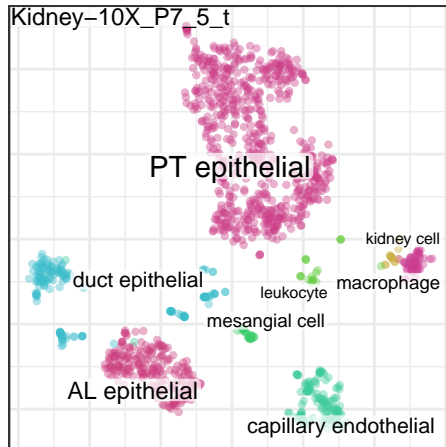 Kidney-10X_P7_5_t
PT epithelial
kidney cell
duct epithelial
macrophage
leukocyte
mesangial cell
AL epithelial
capillary endothelial